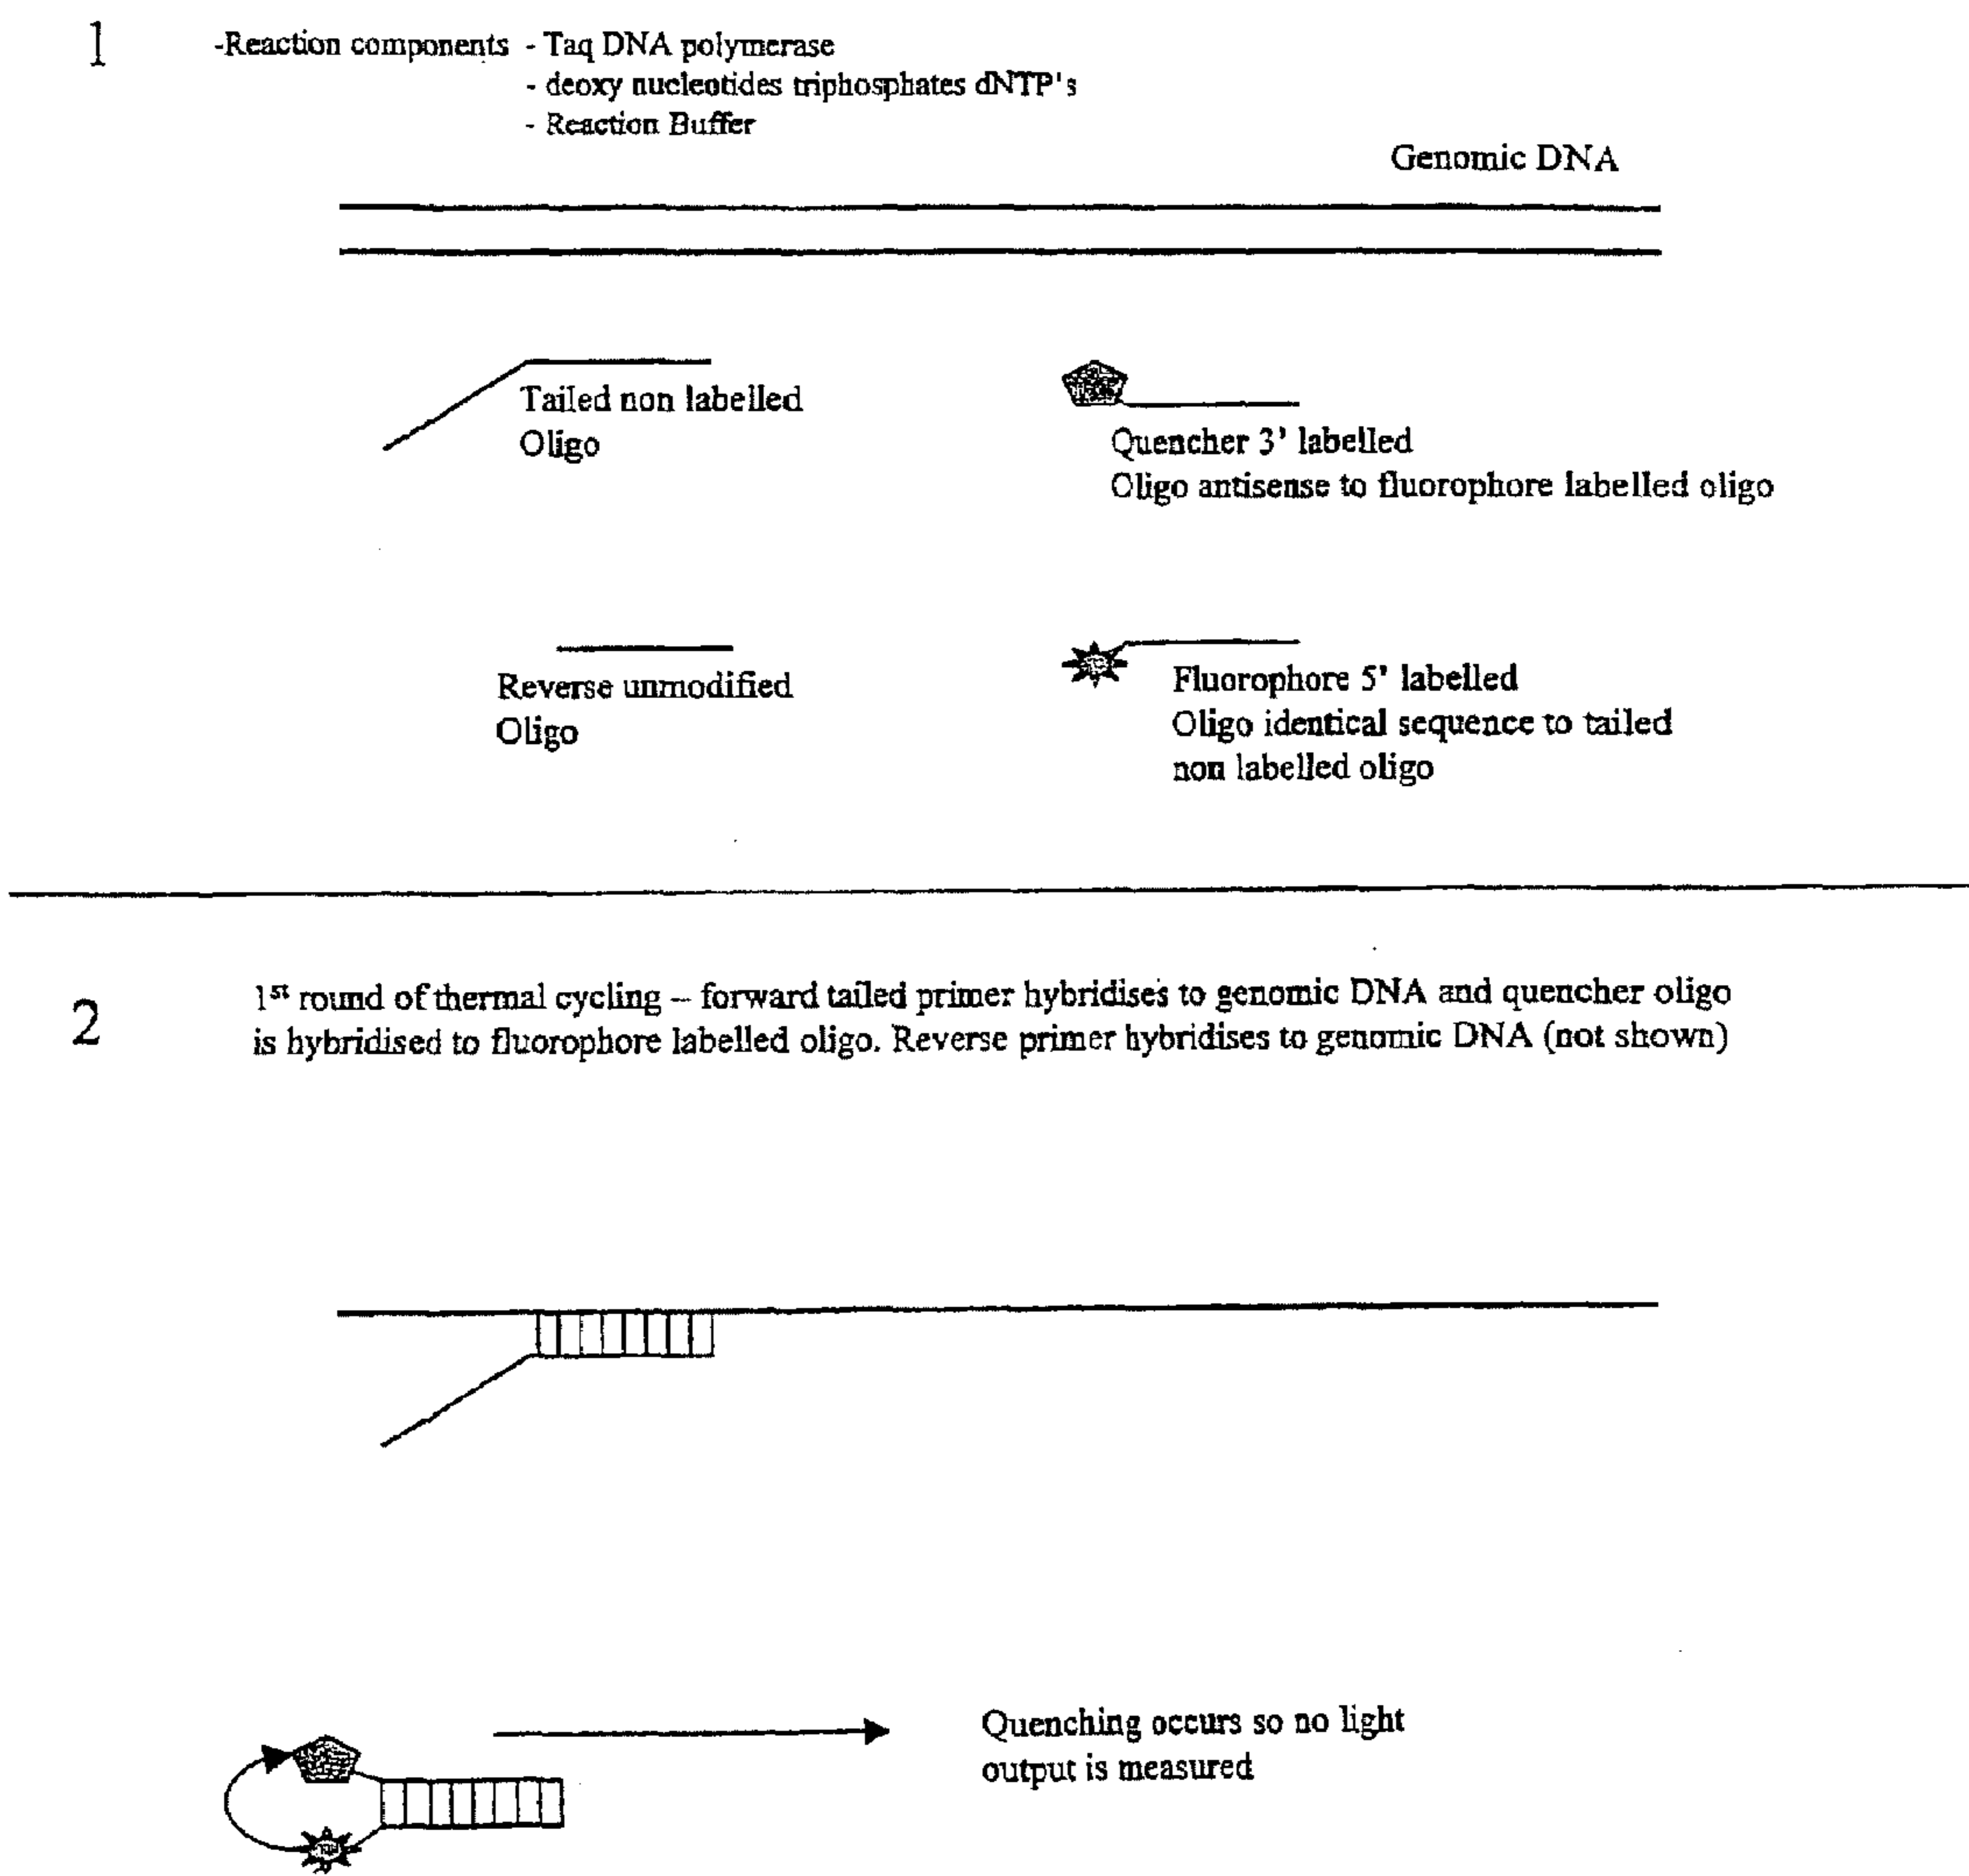 1
-Reaction components - Taq DNA polymerase
- deoxy nucleotides triphosphates dNTP's
- Reaction Buffer
Genomic DNA
Tailed non labelled
Oligo
Quencher 3' labelled
Oligo antisense to fluorophore labelled oligo
Reverse unmodified
Oligo
Fluorophore 5' labelled
Oligo identical sequence to tailed
non labelled oligo
2
1st round of thermal cycling – forward tailed primer hybridises to genomic DNA and quencher oligo
is hybridised to fluorophore labelled oligo. Reverse primer hybridises to genomic DNA (not shown)
Quenching occurs so no light
output is measured